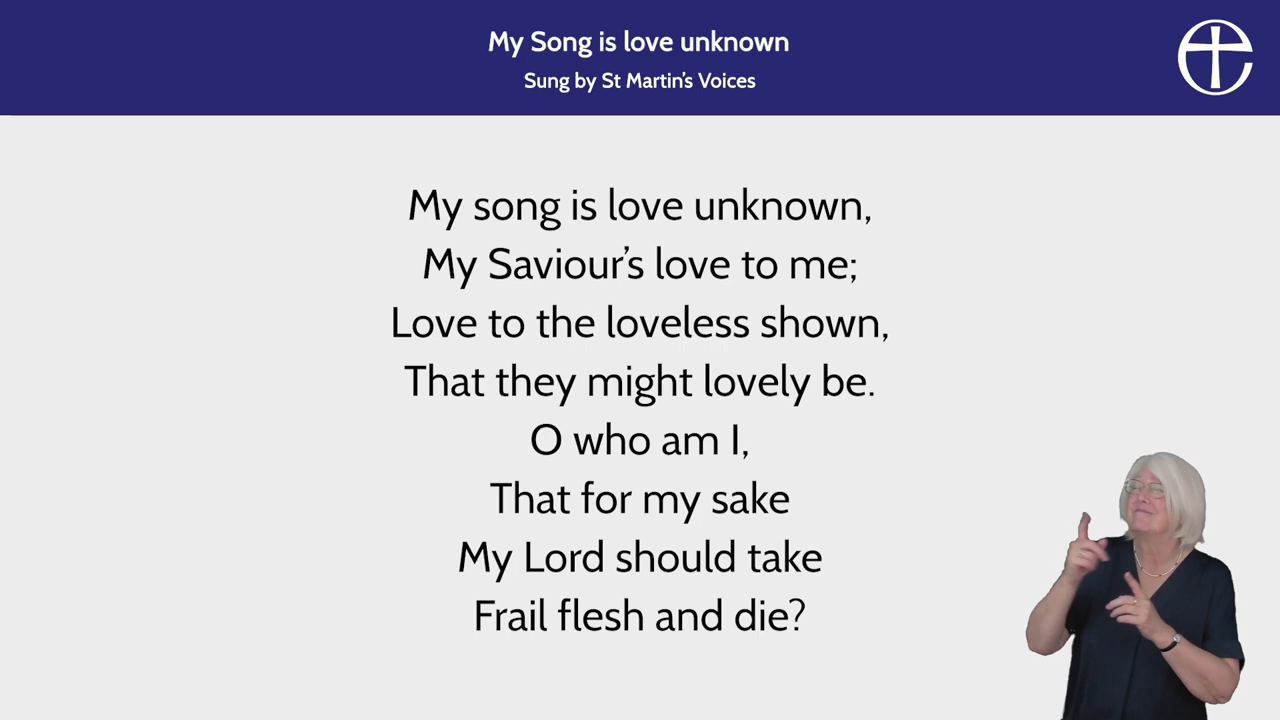 My Song is love unknown
Sung by St Martin's Voices
My song is love unknown,
My Saviour's love to me;
Love to the loveless shown,
That they might lovely be.
O who am I,
That for my sake
My Lord should take
Frail flesh and die?